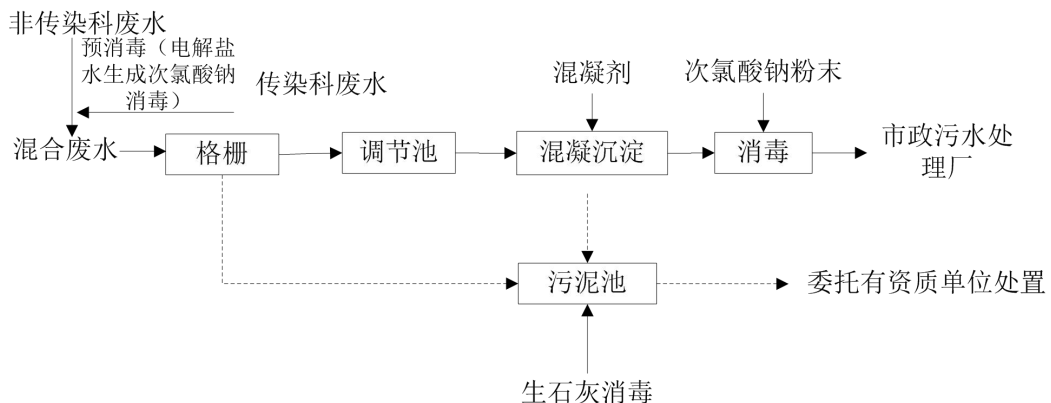 非传染科废水
预消毒（电解盐
水生成次氯酸钠
消毒）
传染科废水
混凝剂
次氯酸钠粉末
混合废水
格栅
调节池
混凝沉淀
消毒
市政污水处
理厂
污泥池
委托有资质单位处置
生石灰消毒